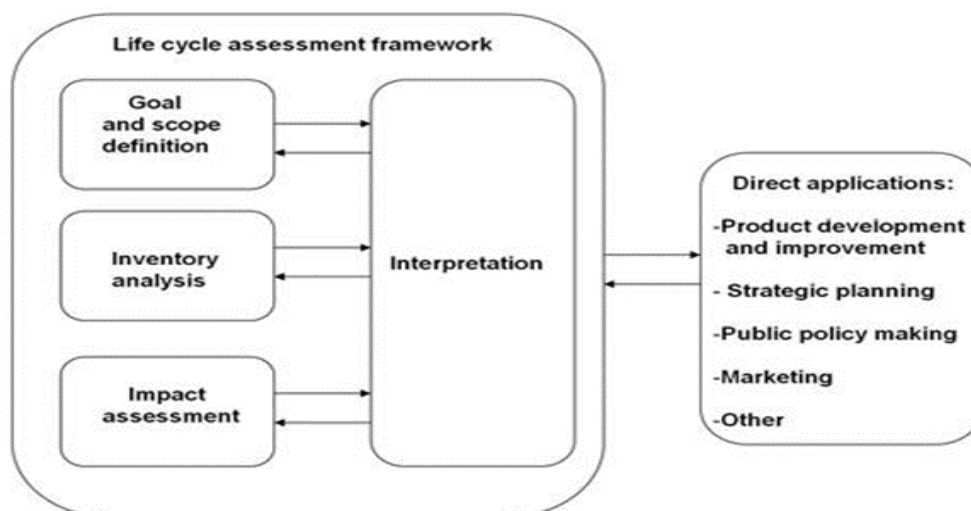 Life cycle assessment framework
Goal
and scope
definition
Inventory
analysis
Impact
assessment
Interpretation
Direct applications:
-Product development
and improvement
- Strategic planning
-Public policy making
-Marketing
-Other